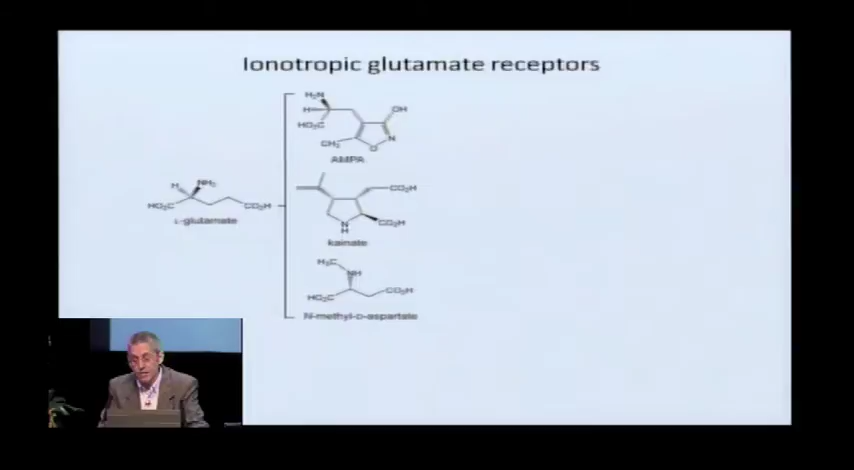 Ionotropic glutamate receptors
H₂N
H
HO₂C
OH
N
O
CH₃
AMPA
H
NH₂
HO₂C
CO₂H
L-glutamate
CO₂H
CO₂H
N
H
kainate
H₃C
NH
HO₂C
CO₂H
N-methyl-D-aspartate